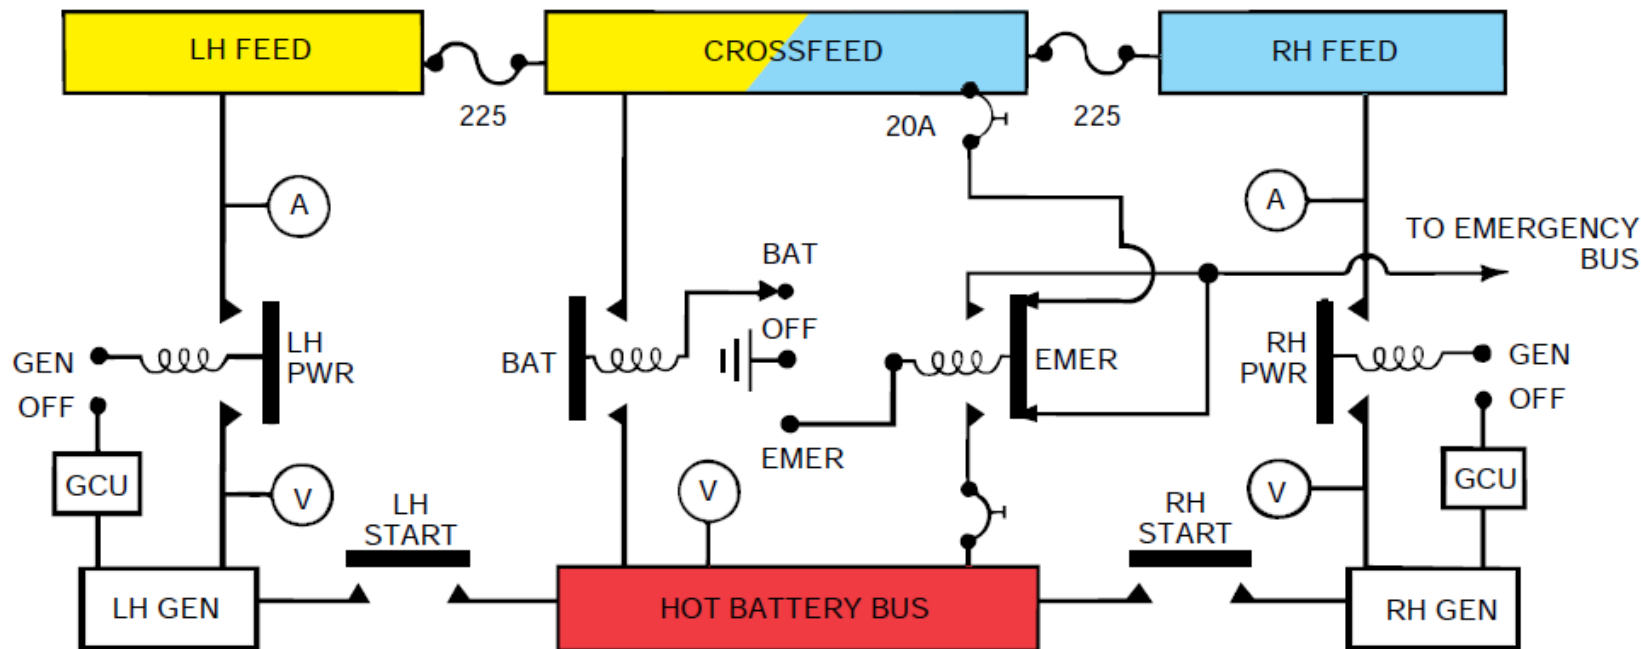 LH FEED
CROSSFEED
RH FEED
225
20A
225
A
A
TO EMERGENCY
BUS
BAT
OFF
GEN
OFF
LH
PWR
BAT
EMER
EMER
RH
PWR
GEN
OFF
GCU
V
LH
START
V
RH
START
V
GCU
LH GEN
HOT BATTERY BUS
RH GEN